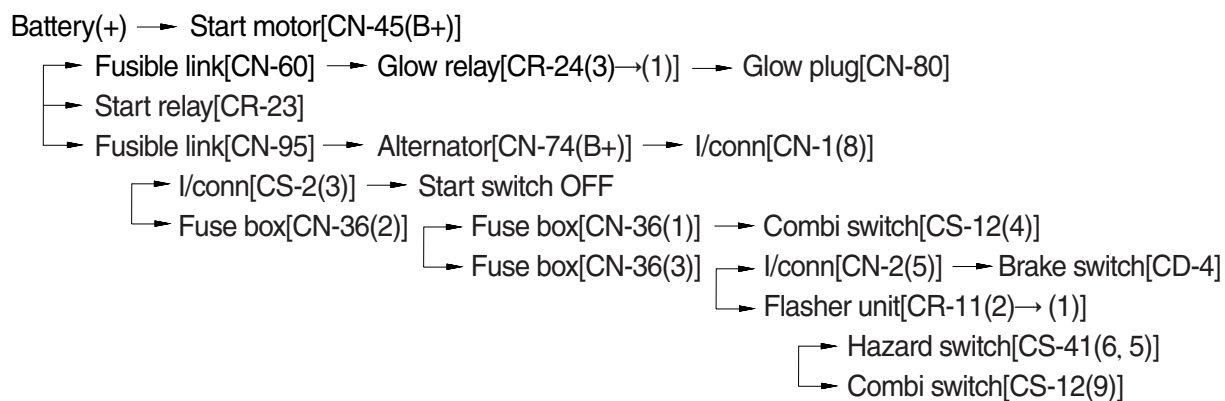 Battery(+) → Start motor[CN-45(B+)]
Fusible link[CN-60] → Glow relay[CR-24(3)→(1)] → Glow plug[CN-80]
Start relay[CR-23]
Fusible link[CN-95] → Alternator[CN-74(B+)] → I/conn[CN-1(8)]
I/conn[CS-2(3)] → Start switch OFF
Fuse box[CN-36(2)] → Fuse box[CN-36(1)] → Combi switch[CS-12(4)]
Fuse box[CN-36(3)] → I/conn[CN-2(5)] → Brake switch[CD-4]
Flasher unit[CR-11(2)→ (1)]
Hazard switch[CS-41(6, 5)]
Combi switch[CS-12(9)]